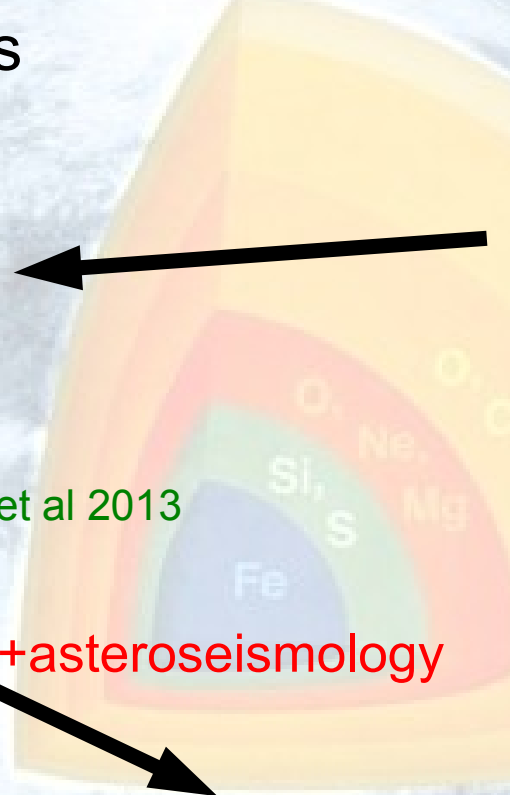 s
O,
C
O,
Ne,
Mg
Si,
S
et al 2013
Fe
+asteroseismology